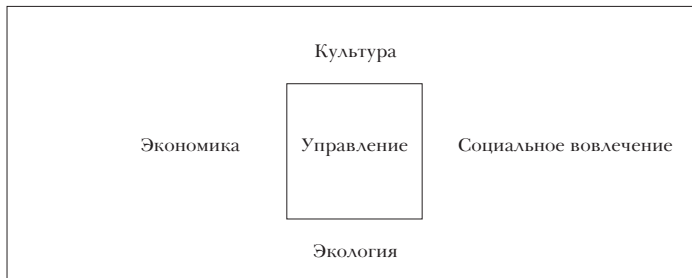 Культура
Экономика Управление Социальное вовлечение
Экология